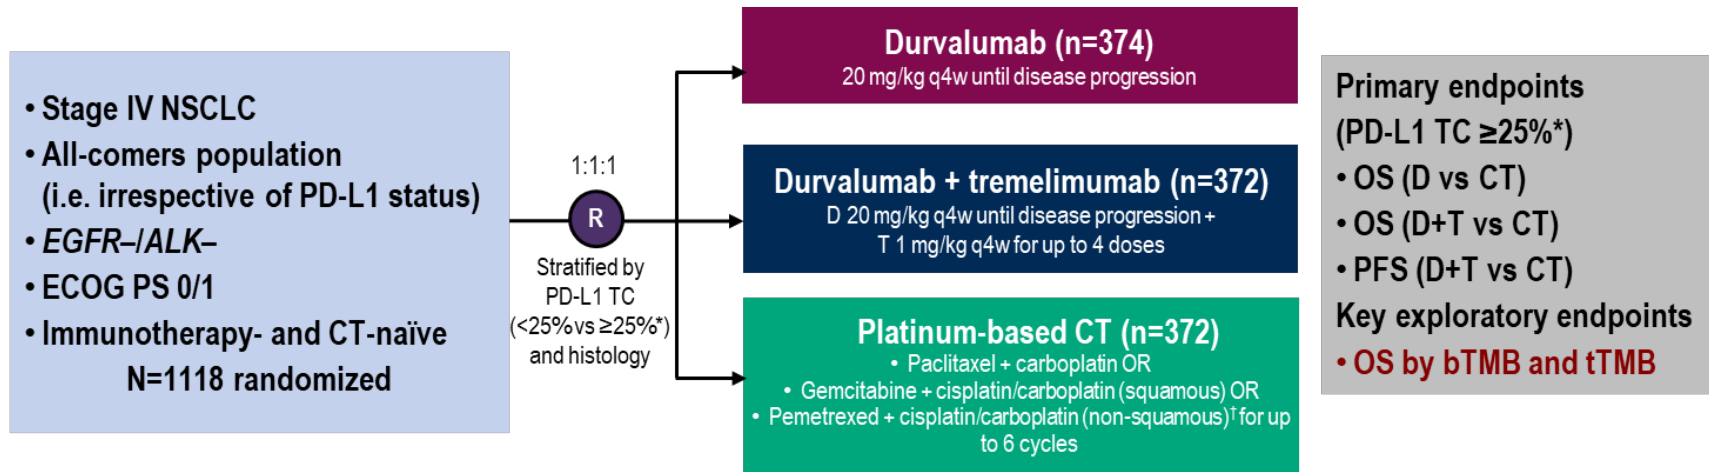 • Stage IV NSCLC
• All-comers population
(i.e. irrespective of PD-L1 status)
• EGFR–/ALK–
• ECOG PS 0/1
• Immunotherapy- and CT-naïve
N=1118 randomized
1:1:1
R
Stratified by
PD-L1 TC
(<25% vs ≥25%*)
and histology
Durvalumab (n=374)
20 mg/kg q4w until disease progression
Durvalumab + tremelimumab (n=372)
D 20 mg/kg q4w until disease progression +
T 1 mg/kg q4w for up to 4 doses
Platinum-based CT (n=372)
• Paclitaxel + carboplatin OR
• Gemcitabine + cisplatin/carboplatin (squamous) OR
• Pemetrexed + cisplatin/carboplatin (non-squamous)† for up
to 6 cycles
Primary endpoints
(PD-L1 TC ≥25%*)
• OS (D vs CT)
• OS (D+T vs CT)
• PFS (D+T vs CT)
Key exploratory endpoints
• OS by bTMB and tTMB